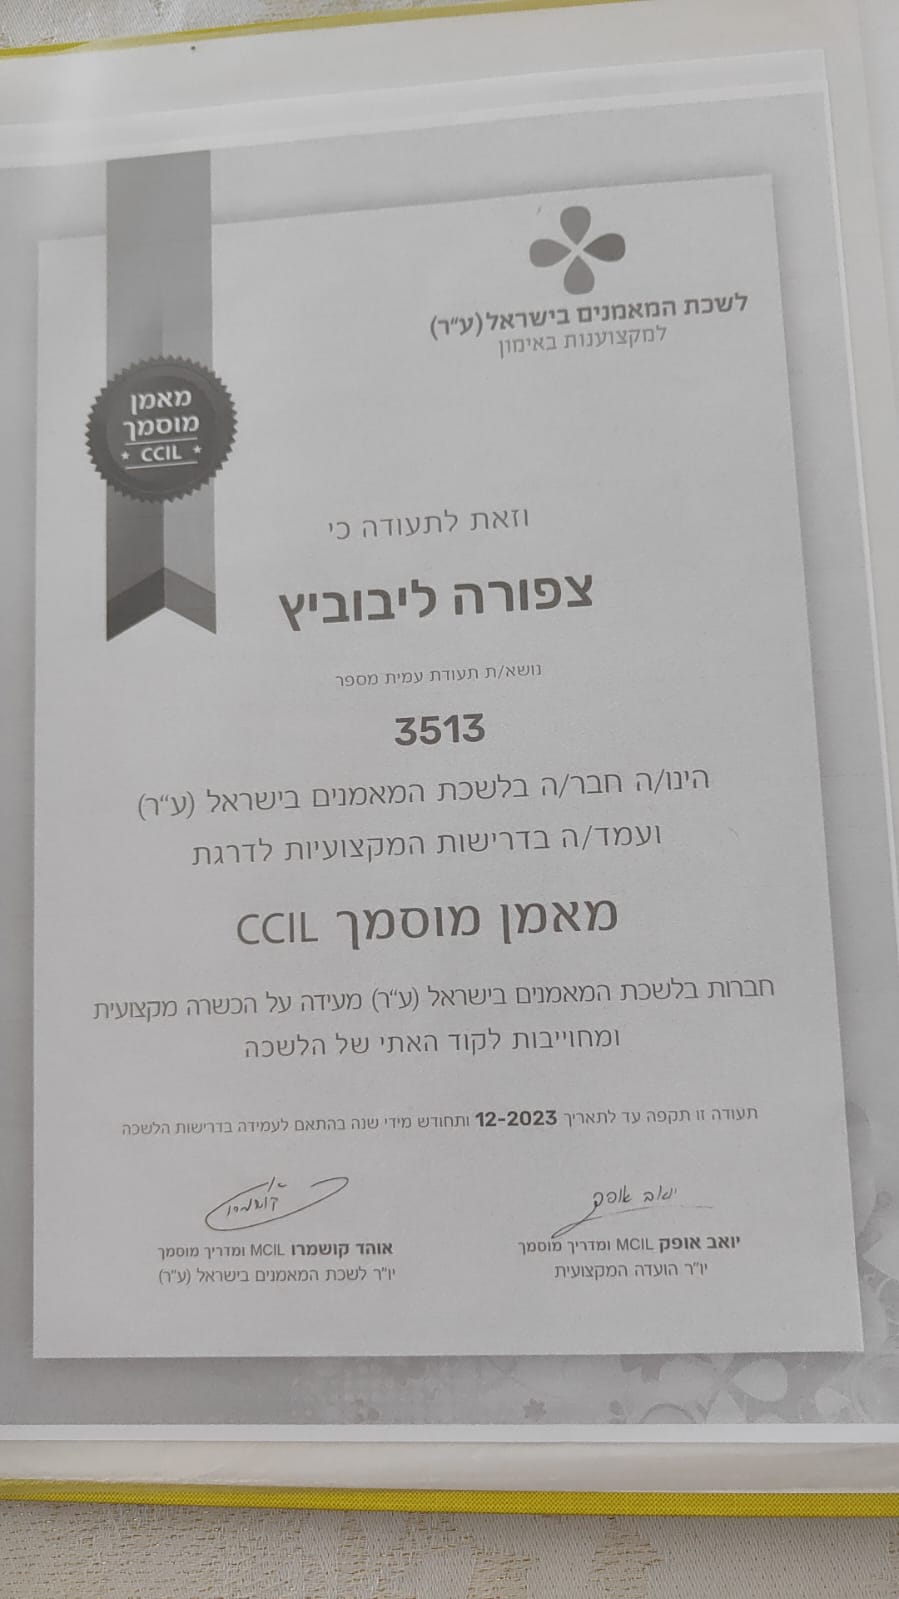 לשכת המאמנים בישראל (ע״ר)
למקצוענות באימון
מאמן
מוסמך
* CCIL *
וזאת לתעודה כי
צפורה ליבוביץ
נושא/ת תעודת עמית מספר
3513
הינו/ה חבר/ה בלשכת המאמנים בישראל (ע״ר)
ועמד/ה בדרישות המקצועיות לדרגת
מאמן מוסמך CCIL
חברות בלשכת המאמנים בישראל (ע״ר) מעידה על הכשרה מקצועית
ומחוייבות לקוד האתי של הלשכה
תעודה זו תקפה עד לתאריך 12-2023 ותחודש מידי שנה בהתאם לעמידה בדרישות הלשכה
יואב אופק
קושמרו
יואב אופק MCIL ומדריך מוסמך
יו״ר הועדה המקצועית
אוהד קושמרו MCIL ומדריך מוסמך
יו״ר לשכת המאמנים בישראל (ע״ר)